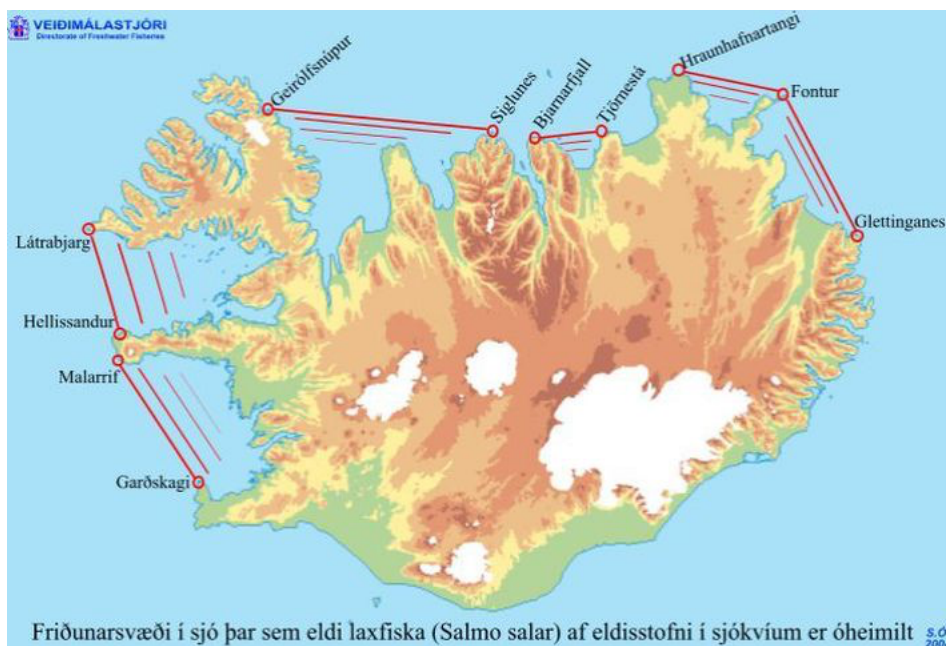 VEIÐIMÁLASTJÓRI
Directorate of Freshwater Fisheries
Hraunhafnartangi
Geirólfsnúpur
Siglunes
Bjarnarfjall
Tjörnestá
Fontur
Látrabjarg
Glettinganes
Hellissandur
Malarrif
Garðskagi
Friðunarsvæði í sjó þar sem eldi laxfiska (Salmo salar) af eldisstofni í sjókvíum er óheimilt